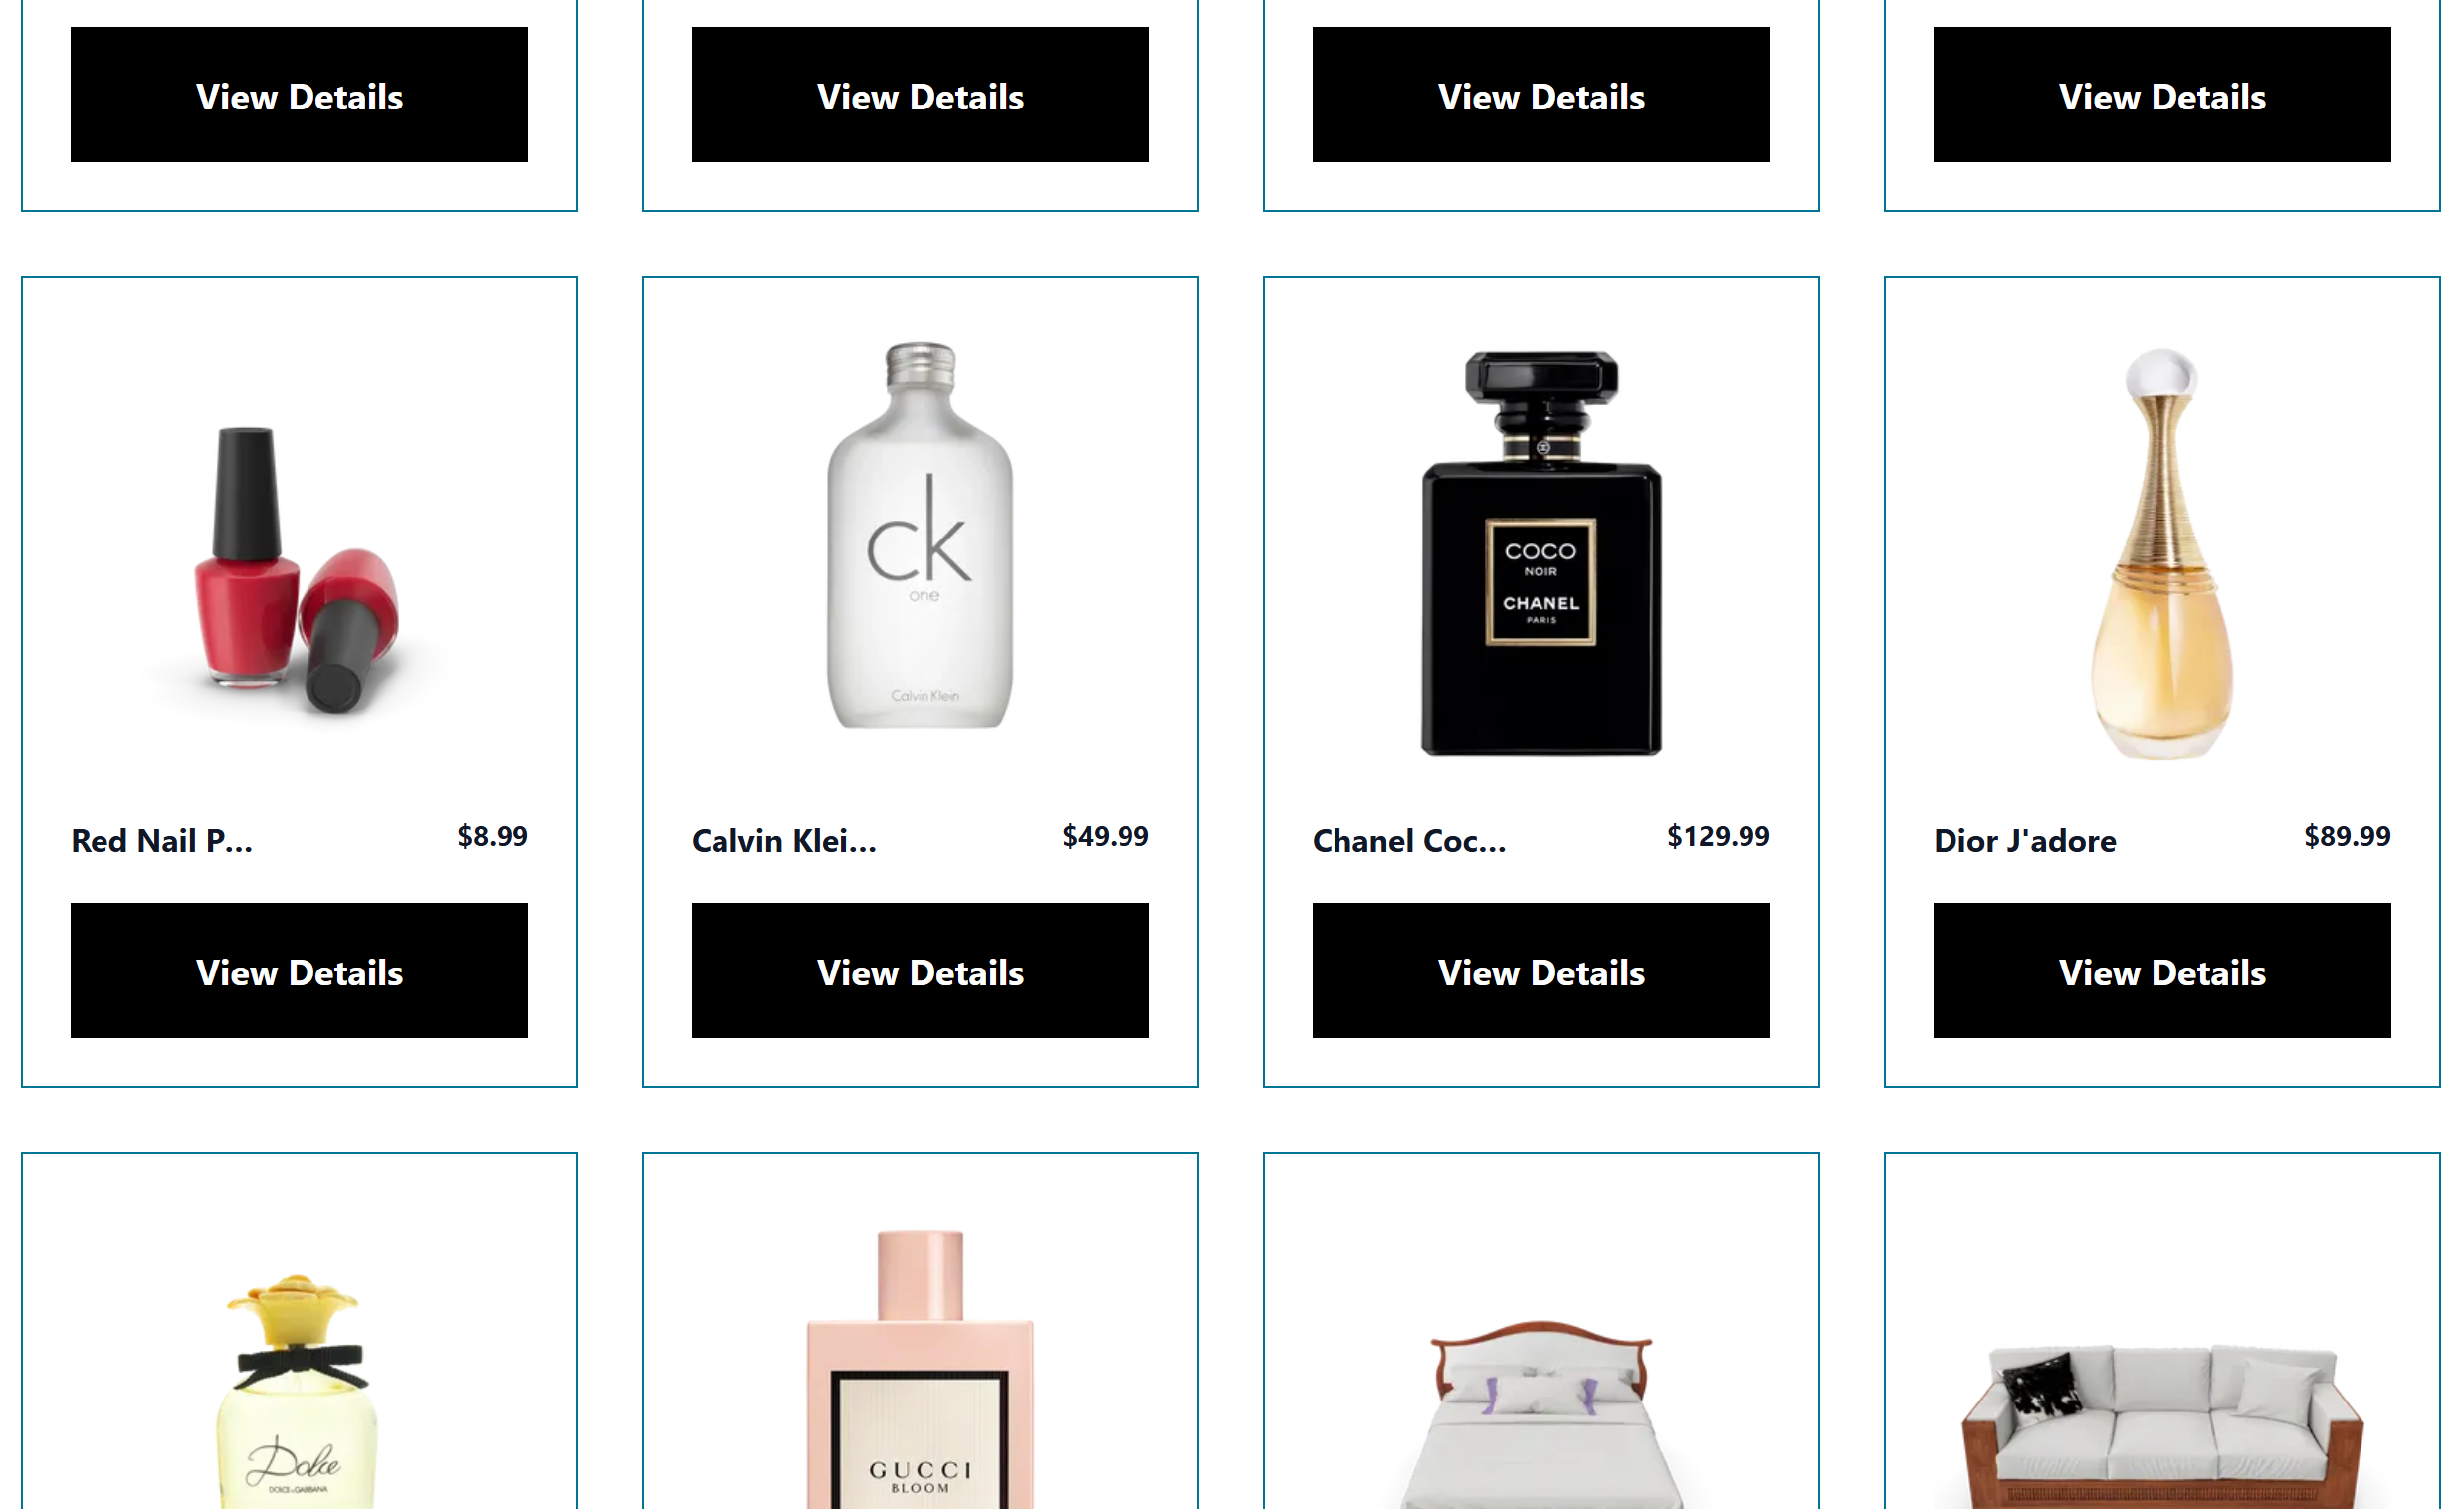 View Details
View Details
View Details
View Details
ck
one
Calvin Klein
COCO
NOIR
CHANEL
PARIS
Red Nail P...
$8.99
Calvin Klei...
$49.99
Chanel Coc...
$129.99
Dior J'adore
$89.99
View Details
View Details
View Details
View Details
Dolce
DOLCE & GABBANA
GUCCI
BLOOM